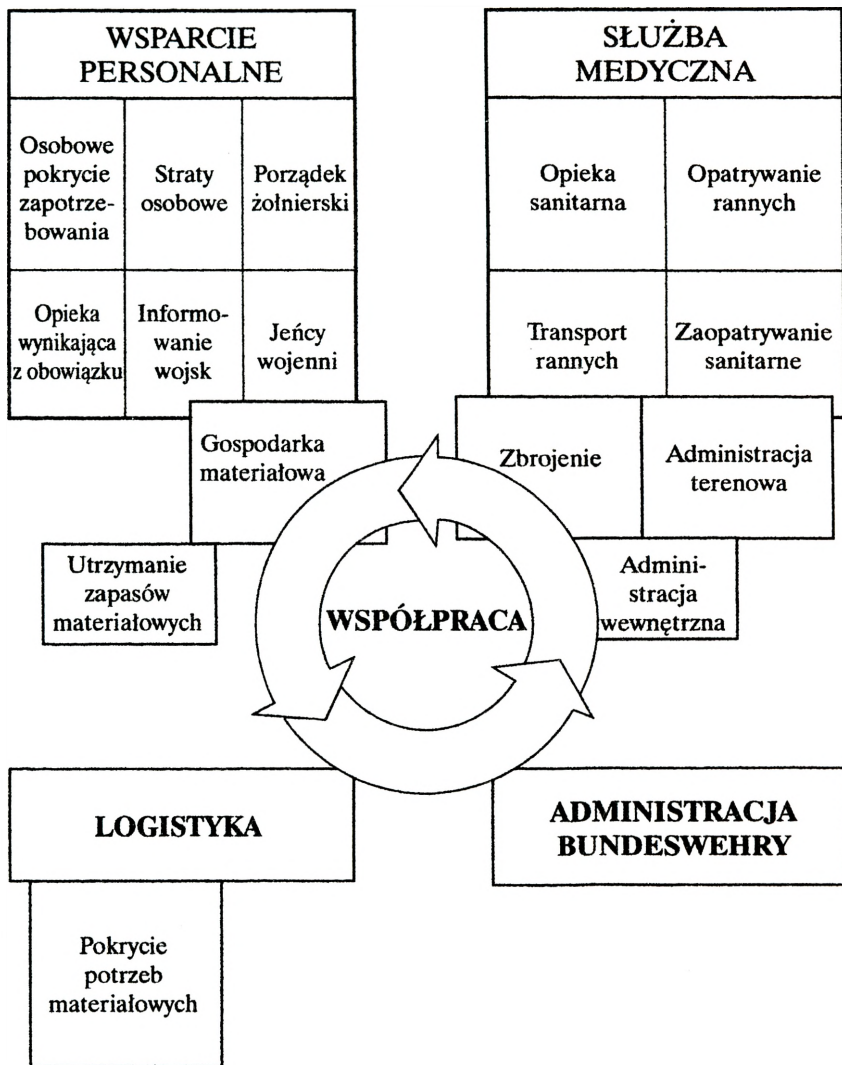 WSPARCIE
PERSONALNE
Osobowe
pokrycie
zapotrze-
bowania
Straty
osobowe
Porządek
żołnierski
Opieka
wynikająca
z obowiązku
Informo-
wanie
wojsk
Jeńcy
wojenni
SŁUŻBA
MEDYCZNA
Opieka
sanitarna
Opatrywanie
rannych
Transport
rannych
Zaopatrywanie
sanitarne
Gospodarka
materiałowa
Zbrojenie
Administracja
terenowa
Utrzymanie
zapasów
materiałowych
WSPÓŁPRACA
Admini-
stracja
wewnętrzna
LOGISTYKA
ADMINISTRACJA
BUNDESWEHRY
Pokrycie
potrzeb
materiałowych